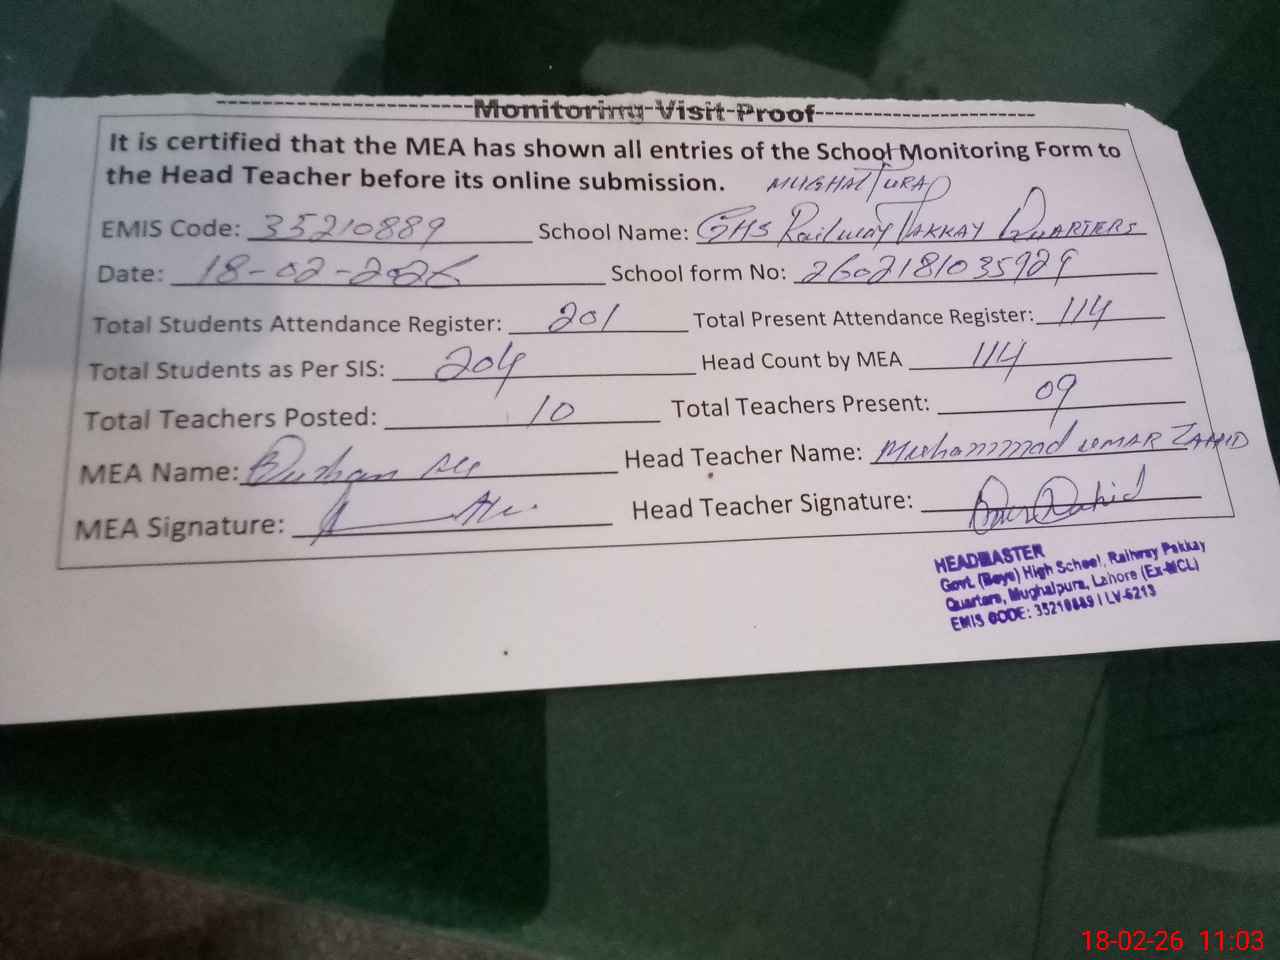 Monitoring Visit Proof
It is certified that the MEA has shown all entries of the School Monitoring Form to
the Head Teacher before its online submission. MUGHALPURA
EMIS Code: 35210889 School Name: GHS Railway PAKKAY QUARTERS
Date: 18-02-2026 School form No: 2602181035929
Total Students Attendance Register: 201 Total Present Attendance Register: 114
Total Students as Per SIS: 204 Head Count by MEA 114
Total Teachers Posted: 10 Total Teachers Present: 09
MEA Name: Burhan Ali Head Teacher Name: Muhammad UMAR ZAHID
MEA Signature: Head Teacher Signature:
HEADMASTER
Govt. (Boys) High School, Railway Pakkay
Quarters, Mughalpura, Lahore (Ex-MCL)
EMIS CODE: 35210889 I LV-6213
18-02-26 11:03